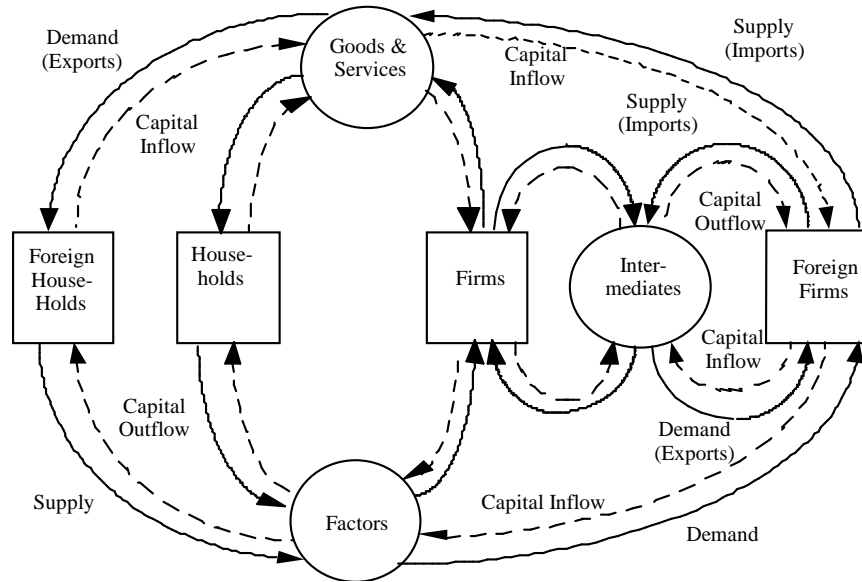 Demand
(Exports)
Goods &
Services
Capital
Inflow
Supply
(Imports)
Capital
Inflow
Supply
(Imports)
Capital
Outflow
Foreign
House-
Holds
House-
holds
Firms
Inter-
mediates
Foreign
Firms
Capital
Inflow
Capital
Outflow
Demand
(Exports)
Supply
Factors
Capital Inflow
Demand